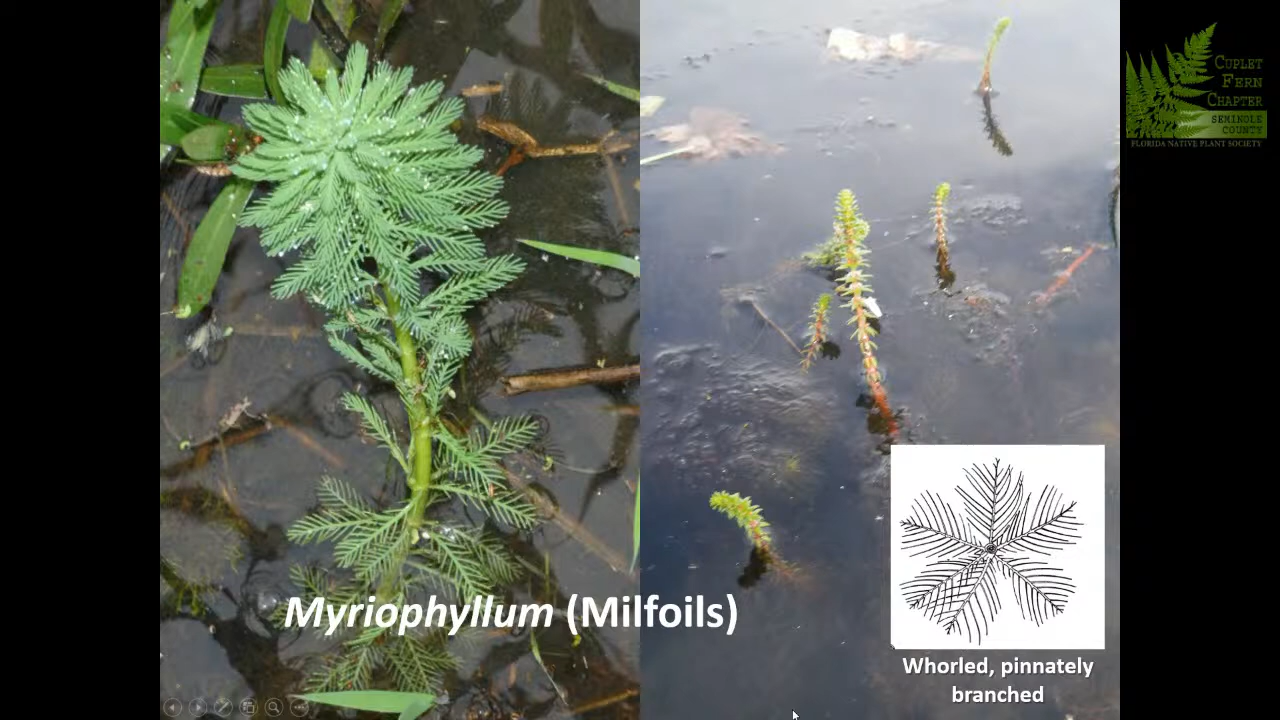 CUPLET
FERN
CHAPTER
SEMINOLE
COUNTY
FLORIDA NATIVE PLANT SOCIETY
Myriophyllum (Milfoils)
Whorled, pinnately
branched